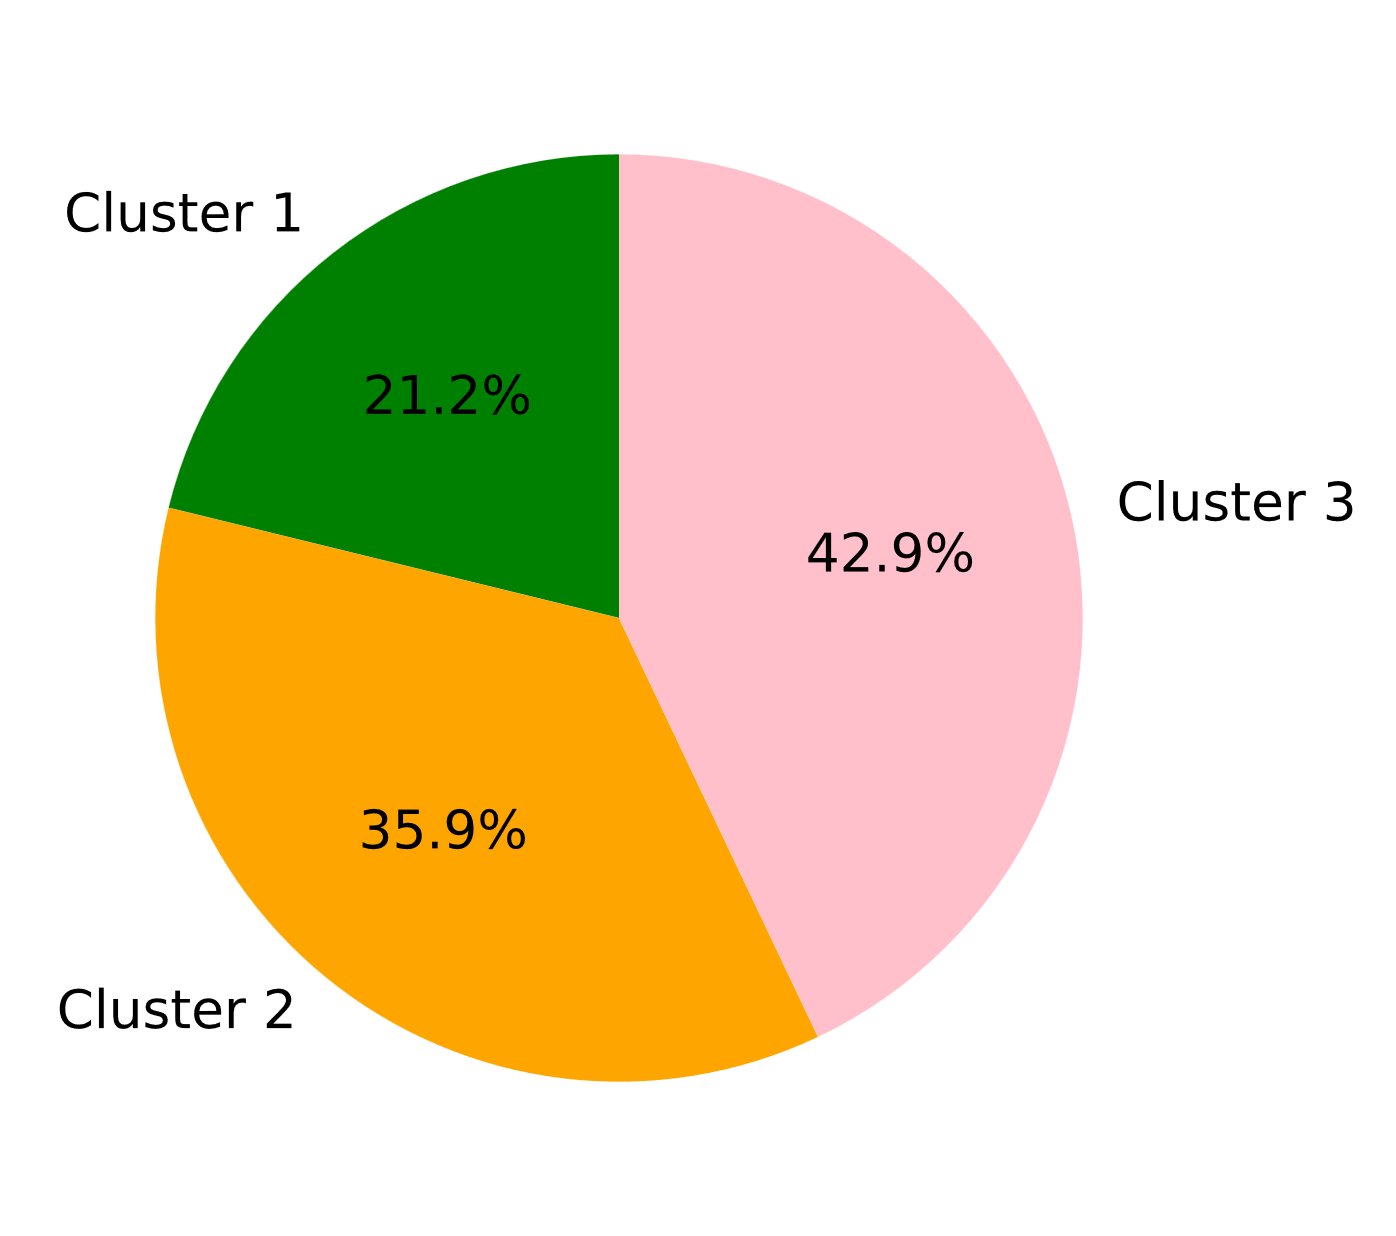 Cluster 1
21.2%
Cluster 3
42.9%
35.9%
Cluster 2